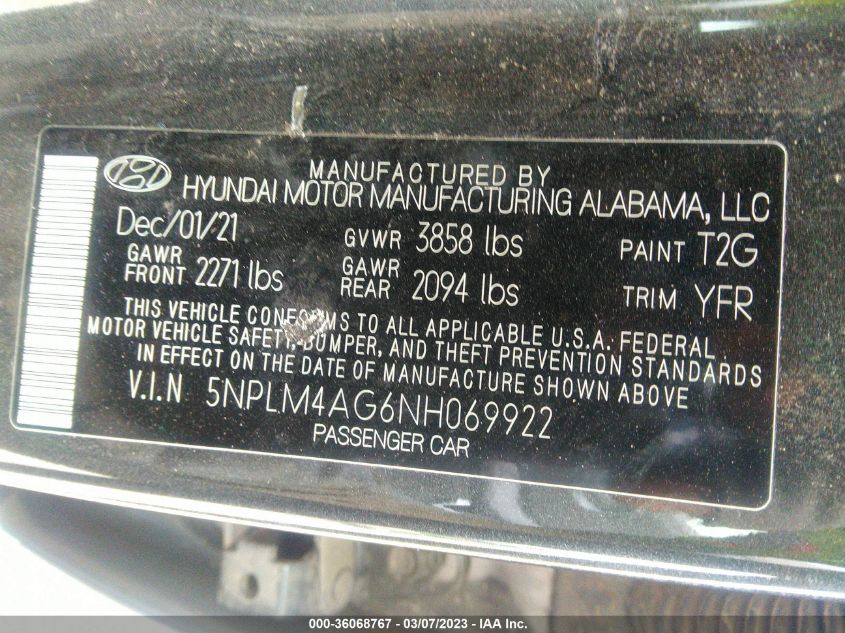 MANUFACTURED BY
HYUNDAI MOTOR MANUFACTURING ALABAMA, LLC
Dec/01/21 GVWR 3858 lbs PAINT T2G
GAWR FRONT 2271 lbs GAWR REAR 2094 lbs TRIM YFR
THIS VEHICLE CONFORMS TO ALL APPLICABLE U.S.A. FEDERAL
MOTOR VEHICLE SAFETY, BUMPER, AND THEFT PREVENTION STANDARDS
IN EFFECT ON THE DATE OF MANUFACTURE SHOWN ABOVE
V.I.N 5NPLM4AG6NH069922
PASSENGER CAR
000-36068767 — 03/07/2023 — IAA Inc.